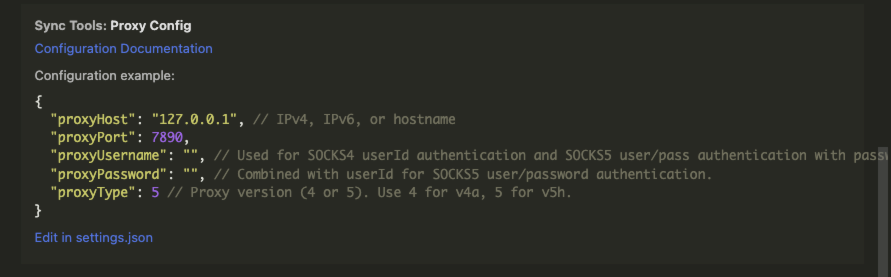 Sync Tools: Proxy Config
Configuration Documentation
Configuration example:
{
"proxyHost": "127.0.0.1", // IPv4, IPv6, or hostname
"proxyPort": 7890,
"proxyUsername": "", // Used for SOCKS4 userId authentication and SOCKS5 user/pass authentication with
"proxyPassword": "", // Combined with userId for SOCKS5 user/password authentication.
"proxyType": 5 // Proxy version (4 or 5). Use 4 for v4a, 5 for v5h.
}
Edit in settings.json